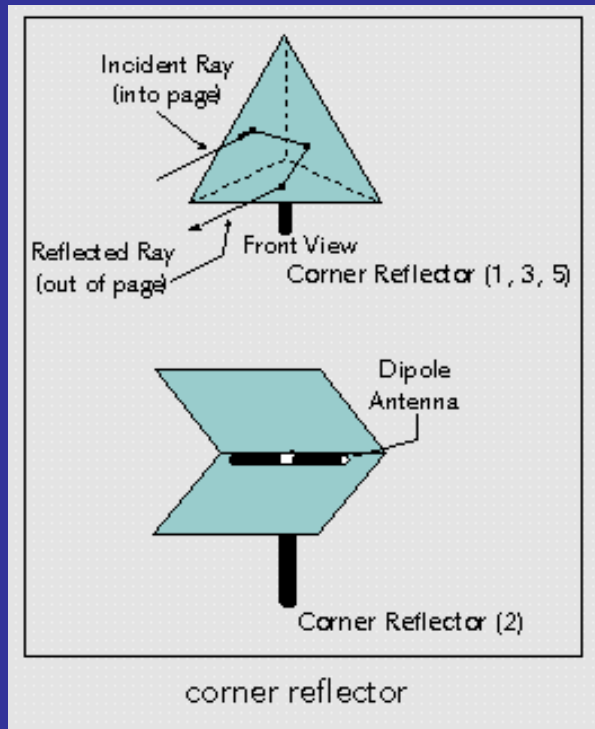 Incident Ray
(into page)
Reflected Ray
(out of page)
Front View
Corner Reflector (1, 3, 5)
Dipole
Antenna
Corner Reflector (2)
corner reflector